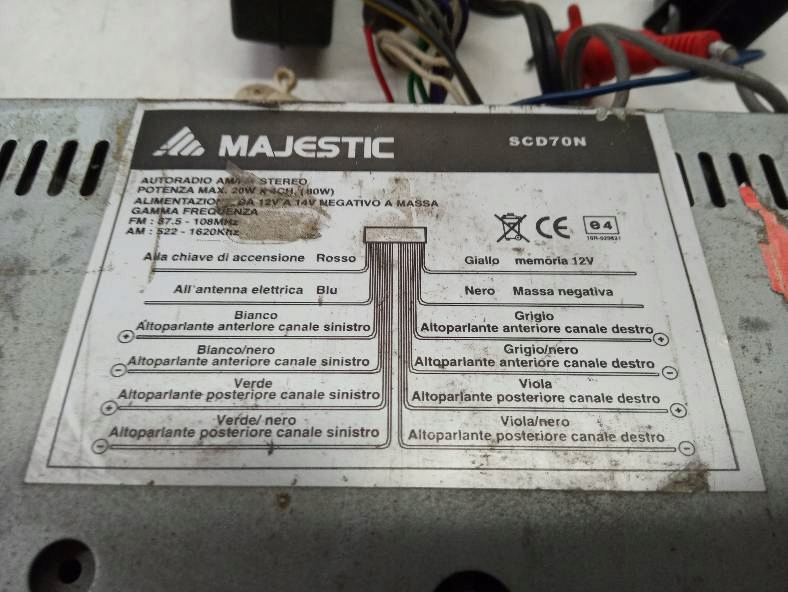 MAJESTIC
SCD70N
AUTORADIO AM/ STEREO
POTENZA MAX. 20W X 4CH. (80W)
ALIMENTAZION DA 12V A 14V NEGATIVO A MASSA
GAMMA FREQUENZA
FM : 87.5 - 108MHz
AM : 522 - 1620Khz
CE
e4
Alla chiave di accensione Rosso
Giallo memória 12V
All'antenna elettrica Blu
Nero Massa negativa
Bianco
Altoparlante anteriore canale sinistro
Grigio
Altoparlante anteriore canale destro
Bianco/nero
Altoparlante anteriore canale sinistro
Grigio/nero
Altoparlante anteriore canale destro
Verde
Altoparlante posteriore canale sinistro
Viola
Altoparlante posteriore canale destro
Verde/ nero
Altoparlante posteriore canale sinistro
Viola/nero
Altoparlante posteriore canale destro